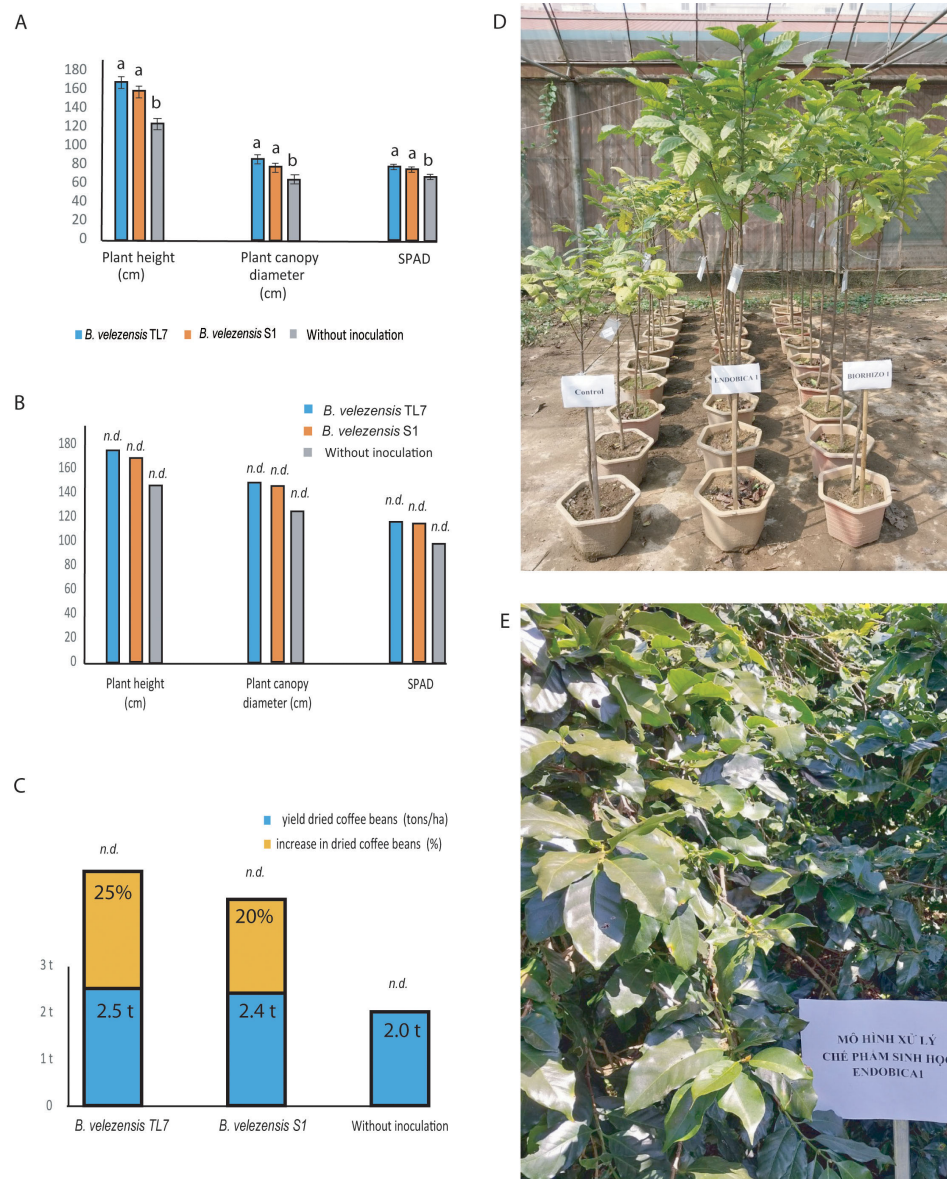 A
180
160
140
120
100
80
60
40
20
0
a
a
b
a
a
b
a
a
b
Plant height
(cm)
Plant canopy
diameter
(cm)
SPAD
B. velezensis TL7
B. velezensis S1
Without inoculation
B
B. velezensis TL7
B. velezensis S1
Without inoculation
180
160
140
120
100
80
60
40
20
0
n.d.
n.d.
n.d.
n.d.
n.d.
n.d.
n.d.
n.d.
n.d.
Plant height
(cm)
Plant canopy
diameter (cm)
SPAD
C
yield dried coffee beans (tons/ha)
increase in dried coffee beans (%)
n.d.
n.d.
n.d.
25%
20%
3 t
2 t
1 t
0
2.5 t
2.4 t
2.0 t
B. velezensis TL7
B. velezensis S1
Without inoculation
D
Control
ENDOBICA 1
BIORHIZO 1
E
MÔ HÌNH XỬ LÝ
CHẾ PHẨM SINH HỌC
ENDOBICA1